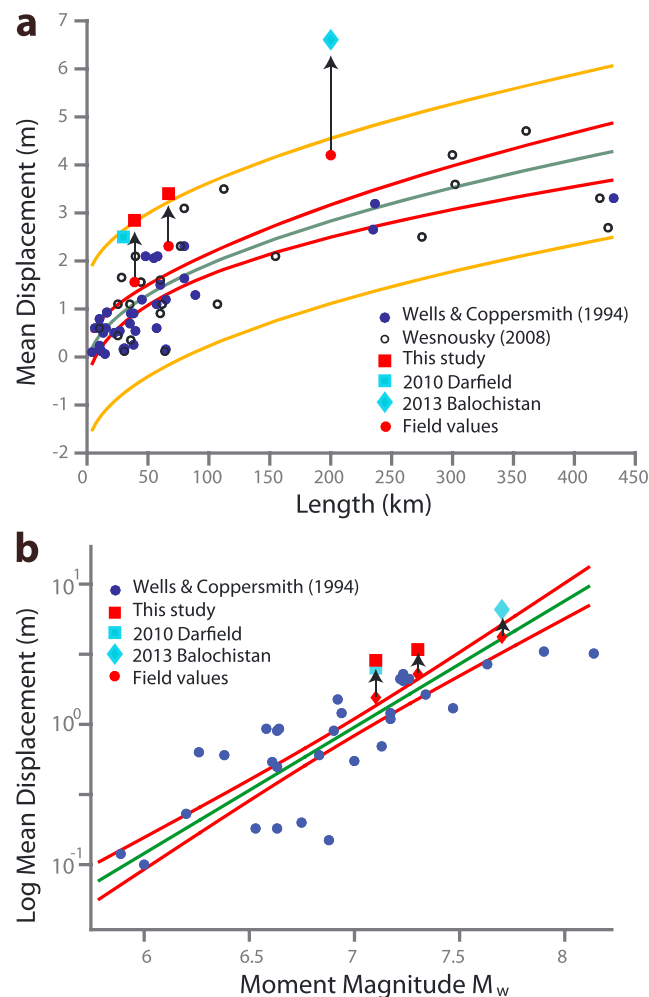 a
7
6
5
4
3
2
1
0
-1
-2
Mean Displacement (m)
Wells & Coppersmith (1994)
Wesnousky (2008)
This study
2010 Darfield
2013 Balochistan
Field values
0 50 100 150 200 250 300 350 400 450
Length (km)
b
10^1
10^0
10^-1
Log Mean Displacement (m)
Wells & Coppersmith (1994)
This study
2010 Darfield
2013 Balochistan
Field values
6 6.5 7 7.5 8
Moment Magnitude M_w